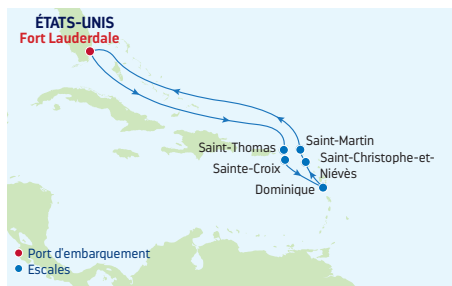 ÉTATS-UNIS
Fort Lauderdale
Saint-Thomas
Saint-Martin
Sainte-Croix
Saint-Christophe-et-
Niévès
Dominique
Port d'embarquement
Escales